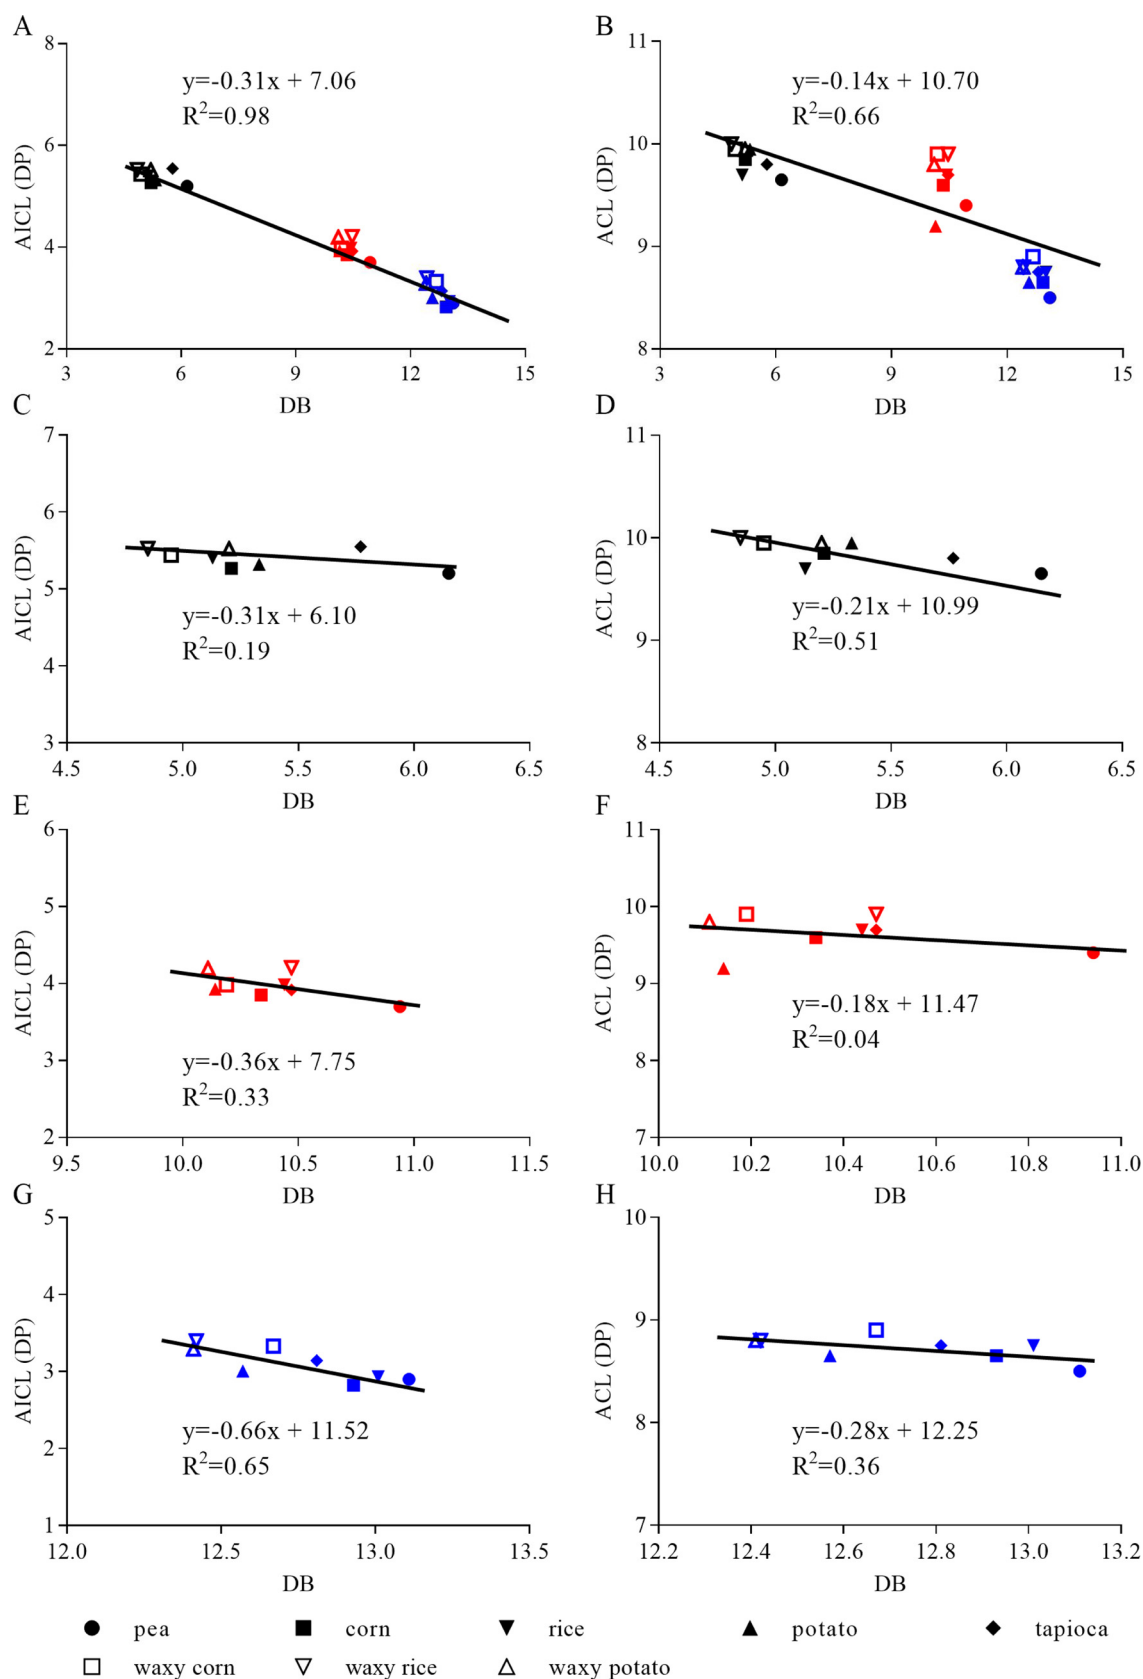 A
B
8
6
4
2
AICL (DP)
y=-0.31x + 7.06
R²=0.98
3 6 9 12 15
DB
11
10
9
8
ACL (DP)
y=-0.14x + 10.70
R²=0.66
3 6 9 12 15
DB
C
D
7
6
5
4
3
AICL (DP)
y=-0.31x + 6.10
R²=0.19
4.5 5.0 5.5 6.0 6.5
DB
11
10
9
8
ACL (DP)
y=-0.21x + 10.99
R²=0.51
4.5 5.0 5.5 6.0 6.5
DB
E
F
6
5
4
3
2
AICL (DP)
y=-0.36x + 7.75
R²=0.33
9.5 10.0 10.5 11.0 11.5
DB
11
10
9
8
7
ACL (DP)
y=-0.18x + 11.47
R²=0.04
10.0 10.2 10.4 10.6 10.8 11.0
DB
G
H
5
4
3
2
1
AICL (DP)
y=-0.66x + 11.52
R²=0.65
12.0 12.5 13.0 13.5
DB
10
9
8
7
ACL (DP)
y=-0.28x + 12.25
R²=0.36
12.2 12.4 12.6 12.8 13.0 13.2
DB
pea corn rice potato tapioca
waxy corn waxy rice waxy potato